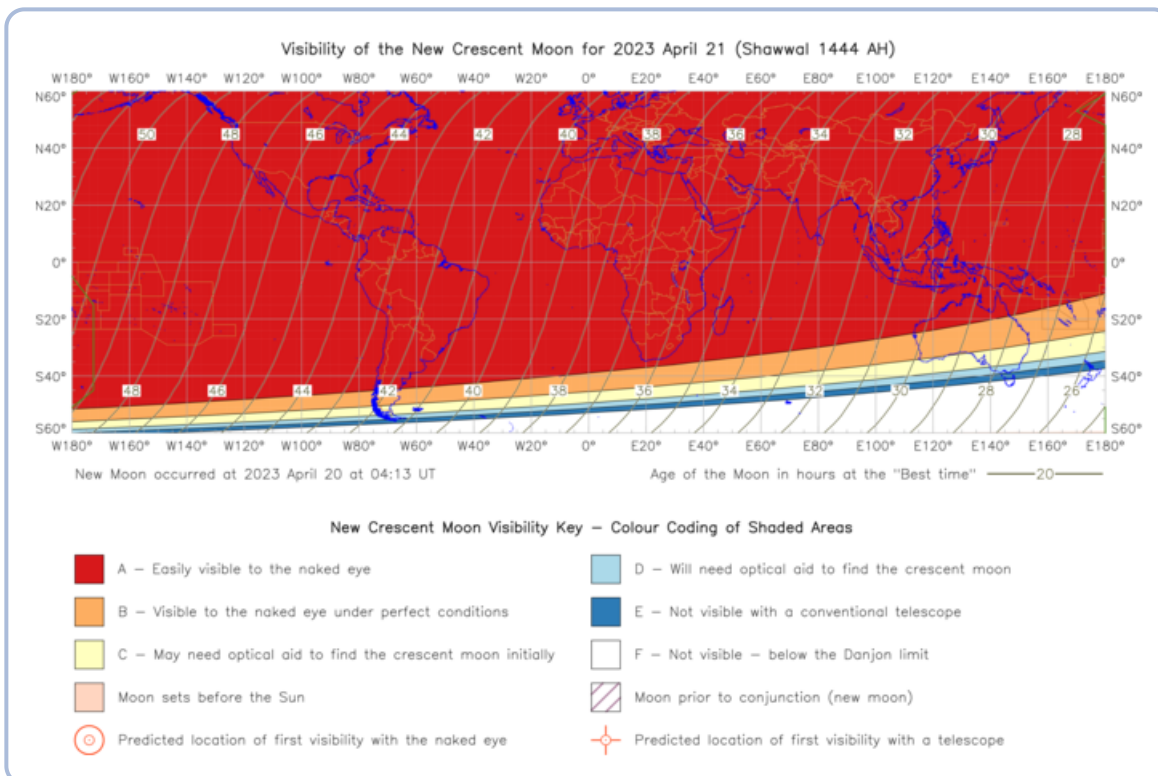 Visibility of the New Crescent Moon for 2023 April 21 (Shawwal 1444 AH)
W180° W160° W140° W120° W100° W80° W60° W40° W20° 0° E20° E40° E60° E80° E100° E120° E140° E160° E180°
N60° N60°
50 48 46 44 42 40 38 36 34 32 30 28
N40° N40°
N20° N20°
0° 0°
S20° S20°
S40° S40°
48 46 44 42 40 38 36 34 32 30 28 26
S60° S60°
W180° W160° W140° W120° W100° W80° W60° W40° W20° 0° E20° E40° E60° E80° E100° E120° E140° E160° E180°
New Moon occurred at 2023 April 20 at 04:13 UT
Age of the Moon in hours at the "Best time" 20
New Crescent Moon Visibility Key – Colour Coding of Shaded Areas
A – Easily visible to the naked eye
D – Will need optical aid to find the crescent moon
B – Visible to the naked eye under perfect conditions
E – Not visible with a conventional telescope
C – May need optical aid to find the crescent moon initially
F – Not visible – below the Danjon limit
Moon sets before the Sun
Moon prior to conjunction (new moon)
Predicted location of first visibility with the naked eye
Predicted location of first visibility with a telescope